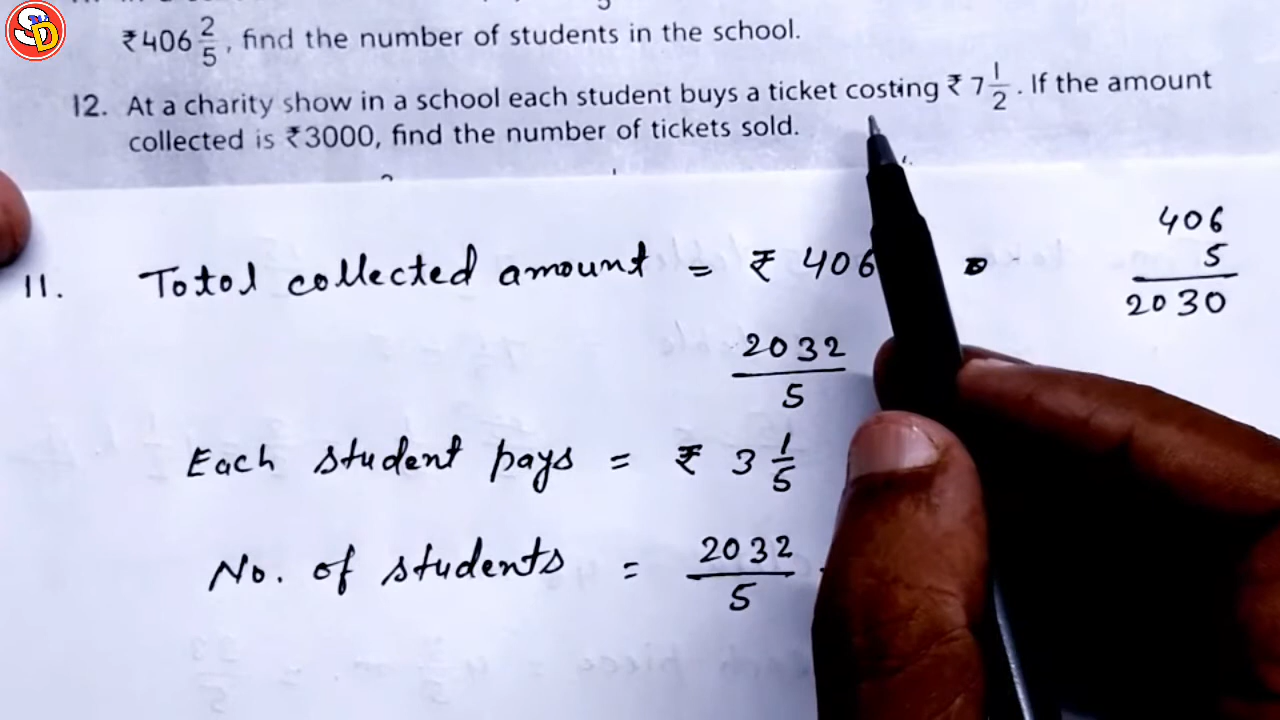 SD
₹406 2/5, find the number of students in the school.
12. At a charity show in a school each student buys a ticket costing ₹ 7 1/2. If the amount
collected is ₹3000, find the number of tickets sold.
11. Total collected amount = ₹ 406
406
5
2030
2032/5
Each student pays = ₹ 3 1/5
No. of students = 2032/5